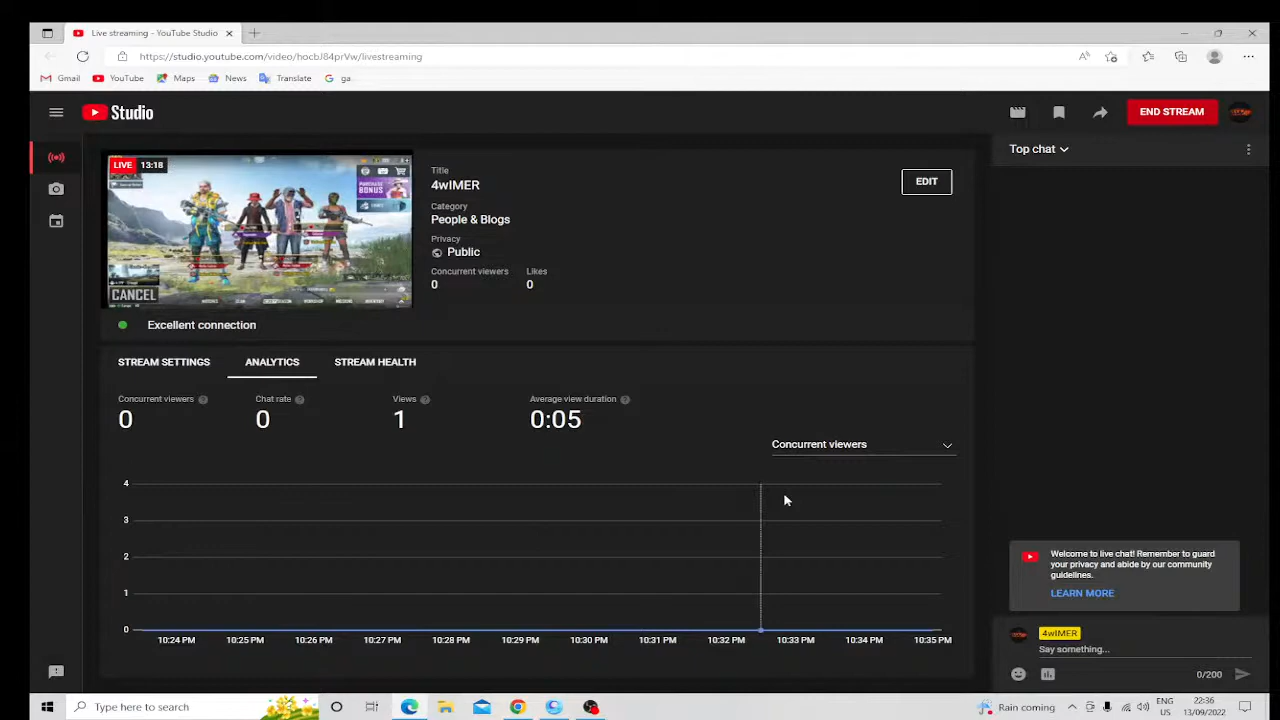 Live streaming - YouTube Studio
https://studio.youtube.com/video/hocbJ84prVw/livestreaming
Gmail
YouTube
Maps
News
Translate
ga
Studio
END STREAM
LIVE 13:18
PURCHASE
BONUS
CANCEL
Title
4wIMER
Category
People & Blogs
Privacy
Public
Concurrent viewers
0
Likes
0
EDIT
Excellent connection
STREAM SETTINGS
ANALYTICS
STREAM HEALTH
Concurrent viewers
0
Chat rate
0
Views
1
Average view duration
0:05
Concurrent viewers
4
3
2
1
0
10:24 PM
10:25 PM
10:26 PM
10:27 PM
10:28 PM
10:29 PM
10:30 PM
10:31 PM
10:32 PM
10:33 PM
10:34 PM
10:35 PM
Top chat
Welcome to live chat! Remember to guard
your privacy and abide by our community
guidelines.
LEARN MORE
4wIMER
Say something...
0/200
Type here to search
Rain coming
ENG
US
22:36
13/09/2022